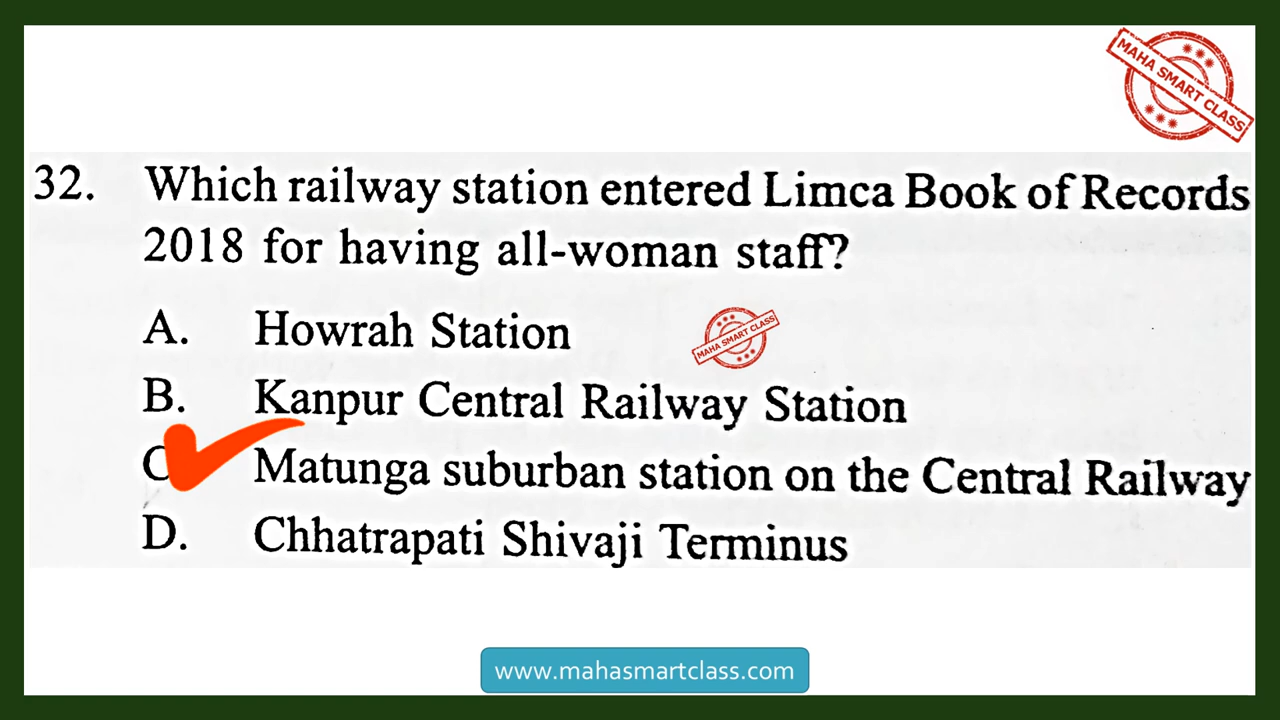 MAHA SMART CLASS
32. Which railway station entered Limca Book of Records
2018 for having all-woman staff?
A. Howrah Station
MAHA SMART CLASS
B. Kanpur Central Railway Station
C Matunga suburban station on the Central Railway
D. Chhatrapati Shivaji Terminus
www.mahasmartclass.com